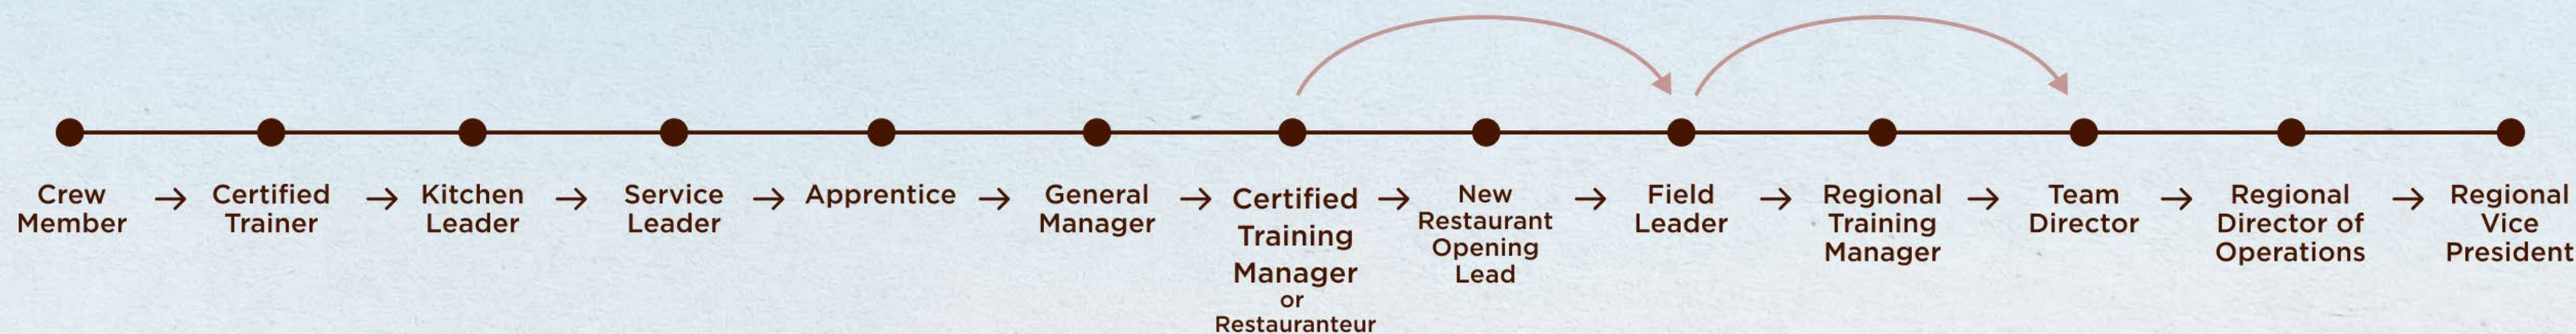 Crew
Member
→
Certified
Trainer
→
Kitchen
Leader
→
Service
Leader
→
Apprentice
→
General
Manager
→
Certified
Training
Manager
or
Restauranteur
→
New
Restaurant
Opening
Lead
→
Field
Leader
→
Regional
Training
Manager
→
Team
Director
→
Regional
Director of
Operations
→
Regional
Vice
President